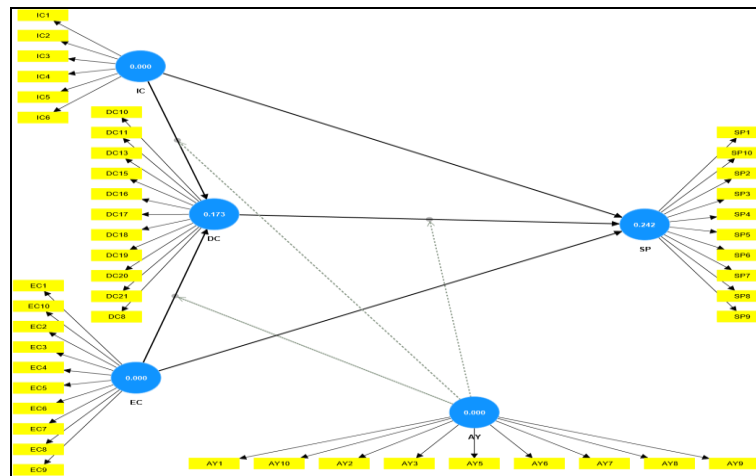 IC1
IC2
IC3
IC4
IC5
IC6
0.000
IC
DC10
DC11
DC13
DC15
DC16
DC17
DC18
DC19
DC20
DC21
DC8
0.173
DC
SP1
SP10
SP2
SP3
SP4
SP5
SP6
SP7
SP8
SP9
0.242
SP
EC1
EC10
EC2
EC3
EC4
EC5
EC6
EC7
EC8
EC9
0.000
EC
0.000
AY
AY1
AY10
AY2
AY3
AY5
AY6
AY7
AY8
AY9